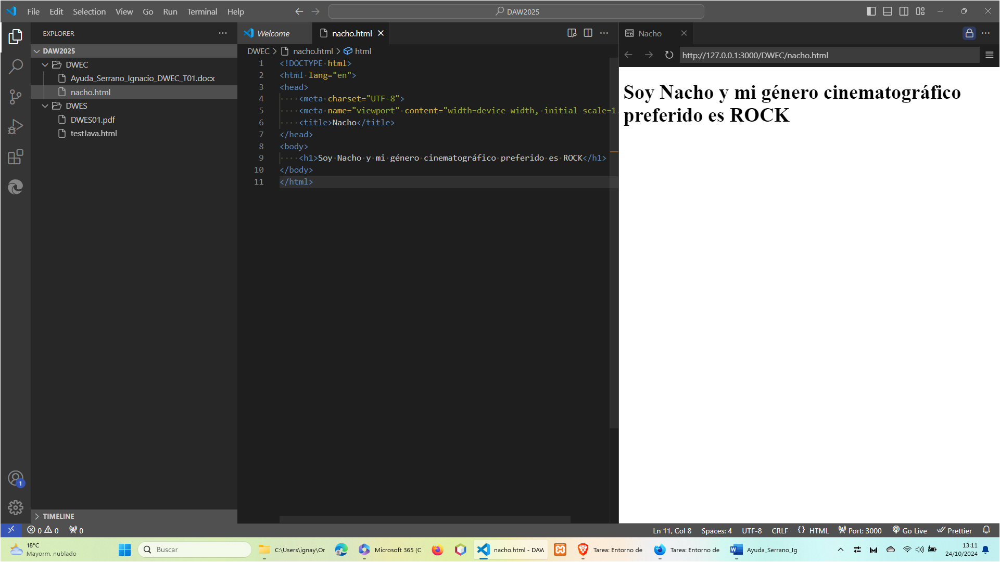 File Edit Selection View Go Run Terminal Help
DAW2025
EXPLORER
Welcome
nacho.html
Nacho
DAW2025
DWEC
Ayuda_Serrano_Ignacio_DWEC_T01.docx
nacho.html
DWES
DWES01.pdf
testJava.html
TIMELINE
DWEC > nacho.html > html
1 <!DOCTYPE html>
2 <html lang="en">
3 <head>
4 <meta charset="UTF-8">
5 <meta name="viewport" content="width=device-width, initial-scale=1.
6 <title>Nacho</title>
7 </head>
8 <body>
9 <h1>Soy Nacho y mi género cinematográfico preferido es ROCK</h1>
10 </body>
11 </html>
http://127.0.0.1:3000/DWEC/nacho.html
Soy Nacho y mi género cinematográfico
preferido es ROCK
1
0 0 0
Ln 11, Col 8 Spaces: 4 UTF-8 CRLF {} HTML Port: 3000 Go Live Prettier
18°C
Mayorm. nublado
Buscar
C:\Users\ignay\Or
Microsoft 365 (C
nacho.html - DAW
Tarea: Entorno de
Tarea: Entorno de
Ayuda_Serrano_Ig
13:11
24/10/2024